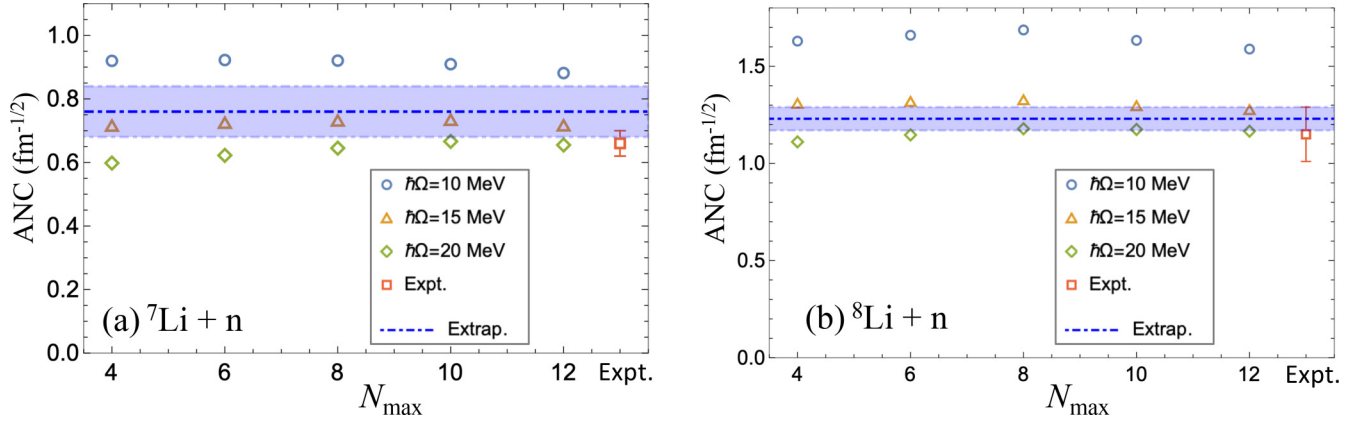 1.0
0.8
0.6
0.4
0.2
0.0
ANC (fm⁻¹/²)
ℏΩ=10 MeV
ℏΩ=15 MeV
ℏΩ=20 MeV
Expt.
Extrap.
(a) ⁷Li + n
4 6 8 10 12 Expt.
Nmax
1.5
1.0
0.5
0.0
ANC (fm⁻¹/²)
ℏΩ=10 MeV
ℏΩ=15 MeV
ℏΩ=20 MeV
Expt.
Extrap.
(b) ⁸Li + n
4 6 8 10 12 Expt.
Nmax